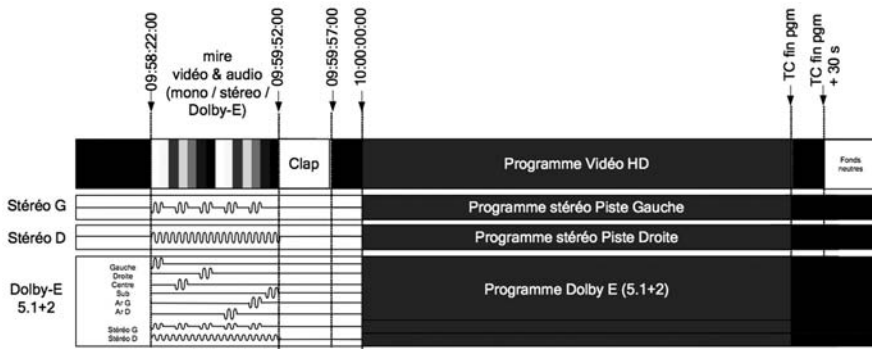 mire
vidéo & audio
(mono / stéreo /
Dolby-E)
09:58:22:00
09:59:52:00
09:59:57:00
10:00:00:00
TC fin pgm
TC fin pgm
+ 30 s
Clap
Programme Vidéo HD
Fonds
neutres
Stéréo G
Programme stéréo Piste Gauche
Stéréo D
Programme stéréo Piste Droite
Dolby-E
5.1+2
Gauche
Droite
Centre
Sub
Ar G
Ar D
Stéréo G
Stéréo D
Programme Dolby E (5.1+2)